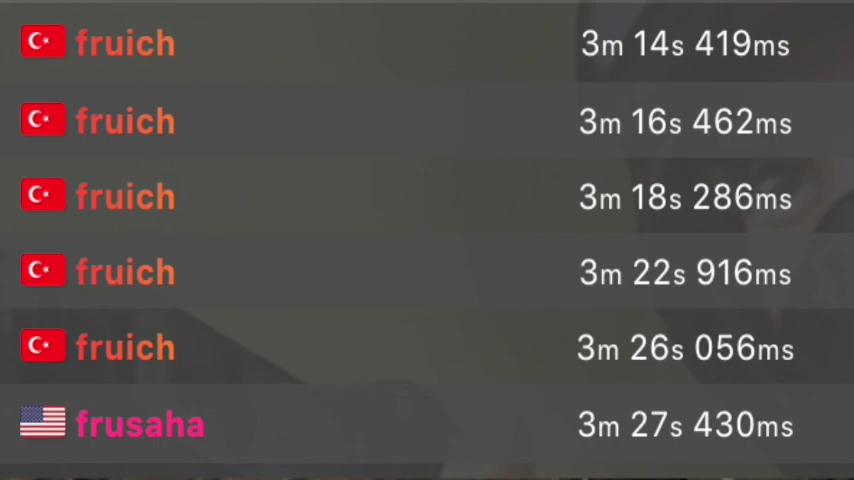 fruich 3m 14s 419ms
fruich 3m 16s 462ms
fruich 3m 18s 286ms
fruich 3m 22s 916ms
fruich 3m 26s 056ms
frusaha 3m 27s 430ms